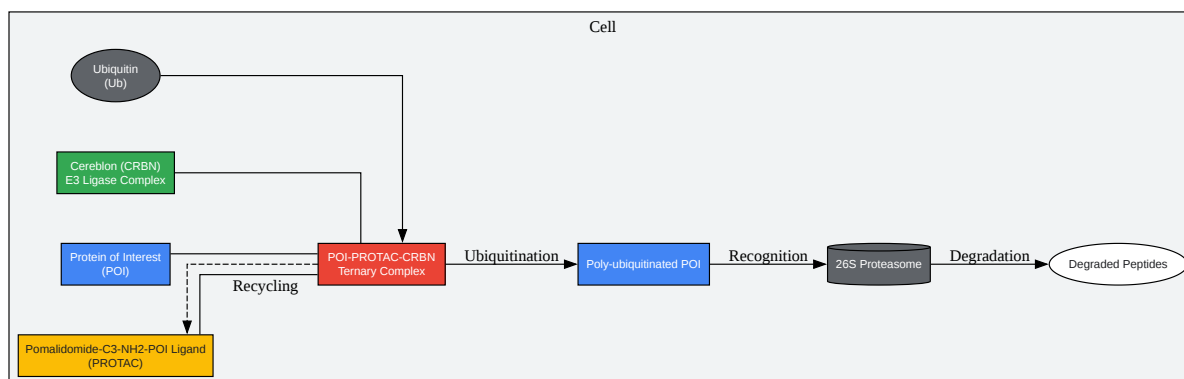 Cell
Ubiquitin
(Ub)
Cereblon (CRBN)
E3 Ligase Complex
Protein of Interest
(POI)
POI-PROTAC-CRBN
Ternary Complex
Ubiquitination
Poly-ubiquitinated POI
Recognition
26S Proteasome
Degradation
Degraded Peptides
Recycling
Pomalidomide-C3-NH2-POI Ligand
(PROTAC)